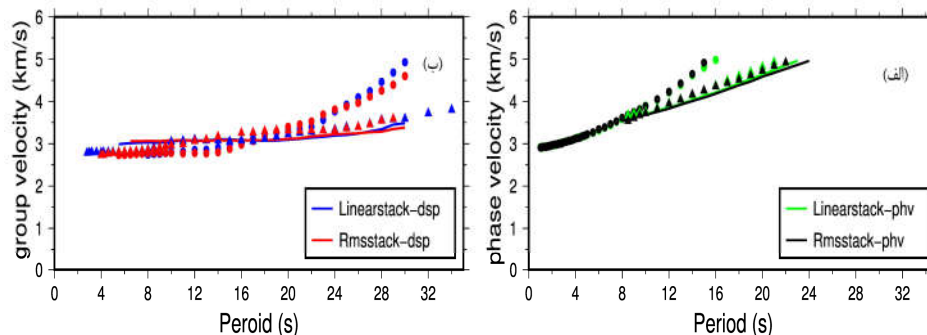 group velocity (km/s)
6
5
4
3
2
1
0
(ب)
Linearstack-dsp
Rmsstack-dsp
0 4 8 12 16 20 24 28 32
Peroid (s)
phase velocity (km/s)
6
5
4
3
2
1
0
(الف)
Linearstack-phv
Rmsstack-phv
0 4 8 12 16 20 24 28 32
Period (s)